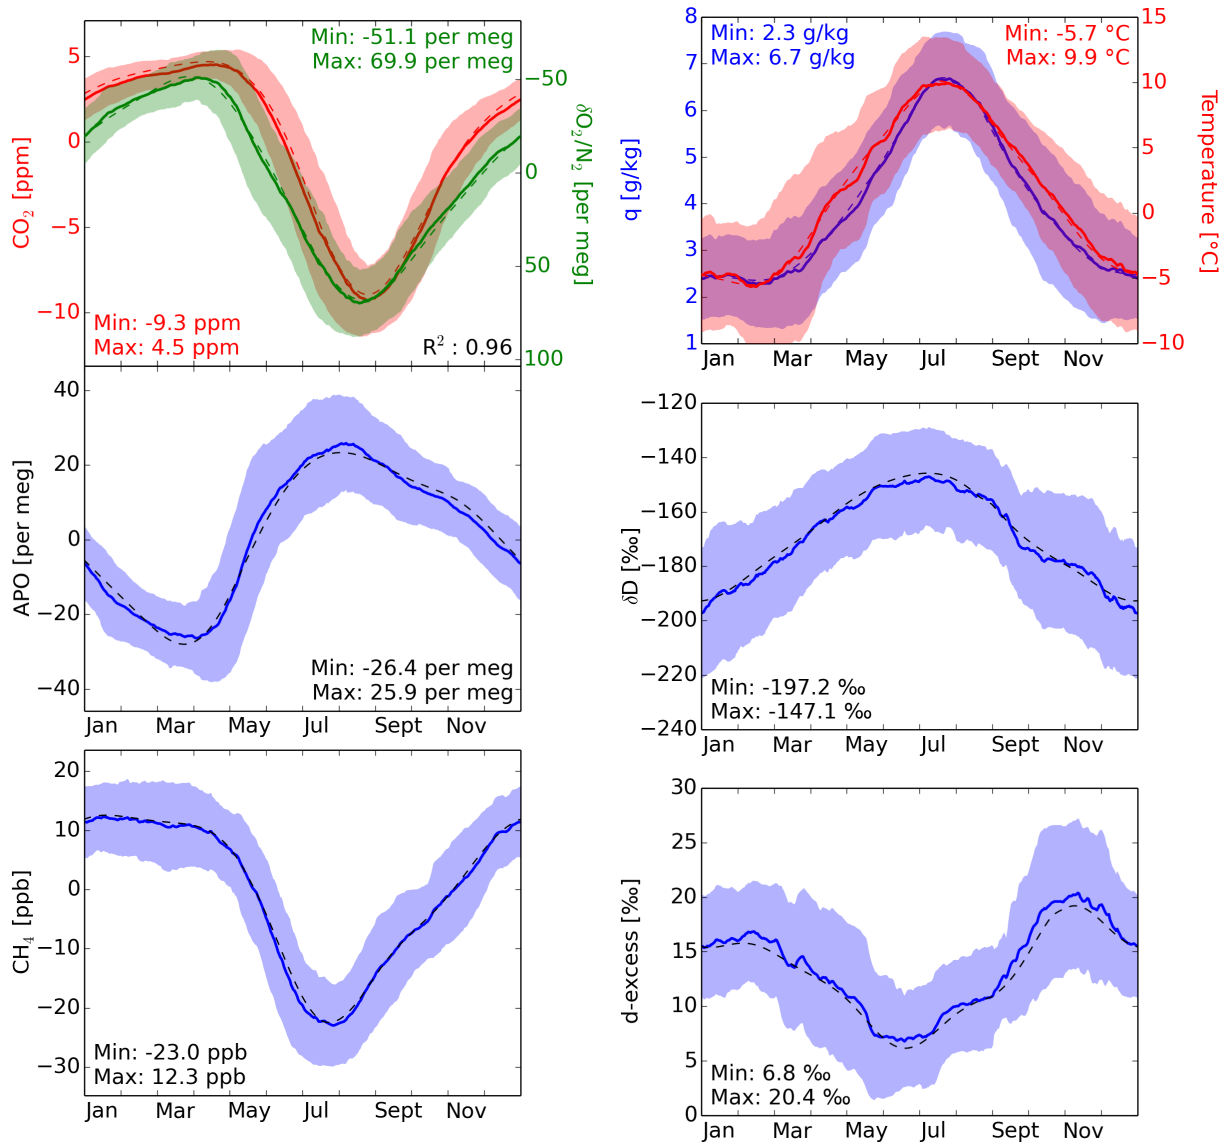 Min: -51.1 per meg
Max: 69.9 per meg
5
0
−5
−10
CO₂ [ppm]
−50
0
50
100
δO₂/N₂ [per meg]
Min: -9.3 ppm
Max: 4.5 ppm
R² : 0.96
40
20
0
−20
−40
APO [per meg]
Min: -26.4 per meg
Max: 25.9 per meg
Jan Mar May Jul Sept Nov
20
10
0
−10
−20
−30
CH₄ [ppb]
Min: -23.0 ppb
Max: 12.3 ppb
Jan Mar May Jul Sept Nov
8
7
6
5
4
3
2
1
q [g/kg]
Min: 2.3 g/kg
Max: 6.7 g/kg
Min: -5.7 °C
Max: 9.9 °C
15
10
5
0
−5
−10
Temperature [°C]
Jan Mar May Jul Sept Nov
−120
−140
−160
−180
−200
−220
−240
δD [‰]
Min: -197.2 ‰
Max: -147.1 ‰
Jan Mar May Jul Sept Nov
30
25
20
15
10
5
0
d-excess [‰]
Min: 6.8 ‰
Max: 20.4 ‰
Jan Mar May Jul Sept Nov